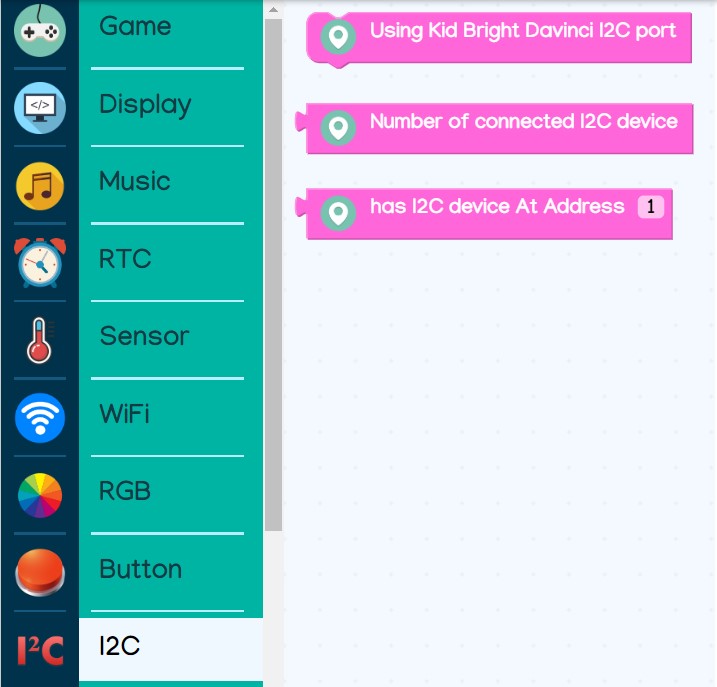 Game
Display
</>
Music
RTC
Sensor
WiFi
RGB
Button
I²C
I2C
Using Kid Bright Davinci I2C port
Number of connected I2C device
has I2C device At Address 1